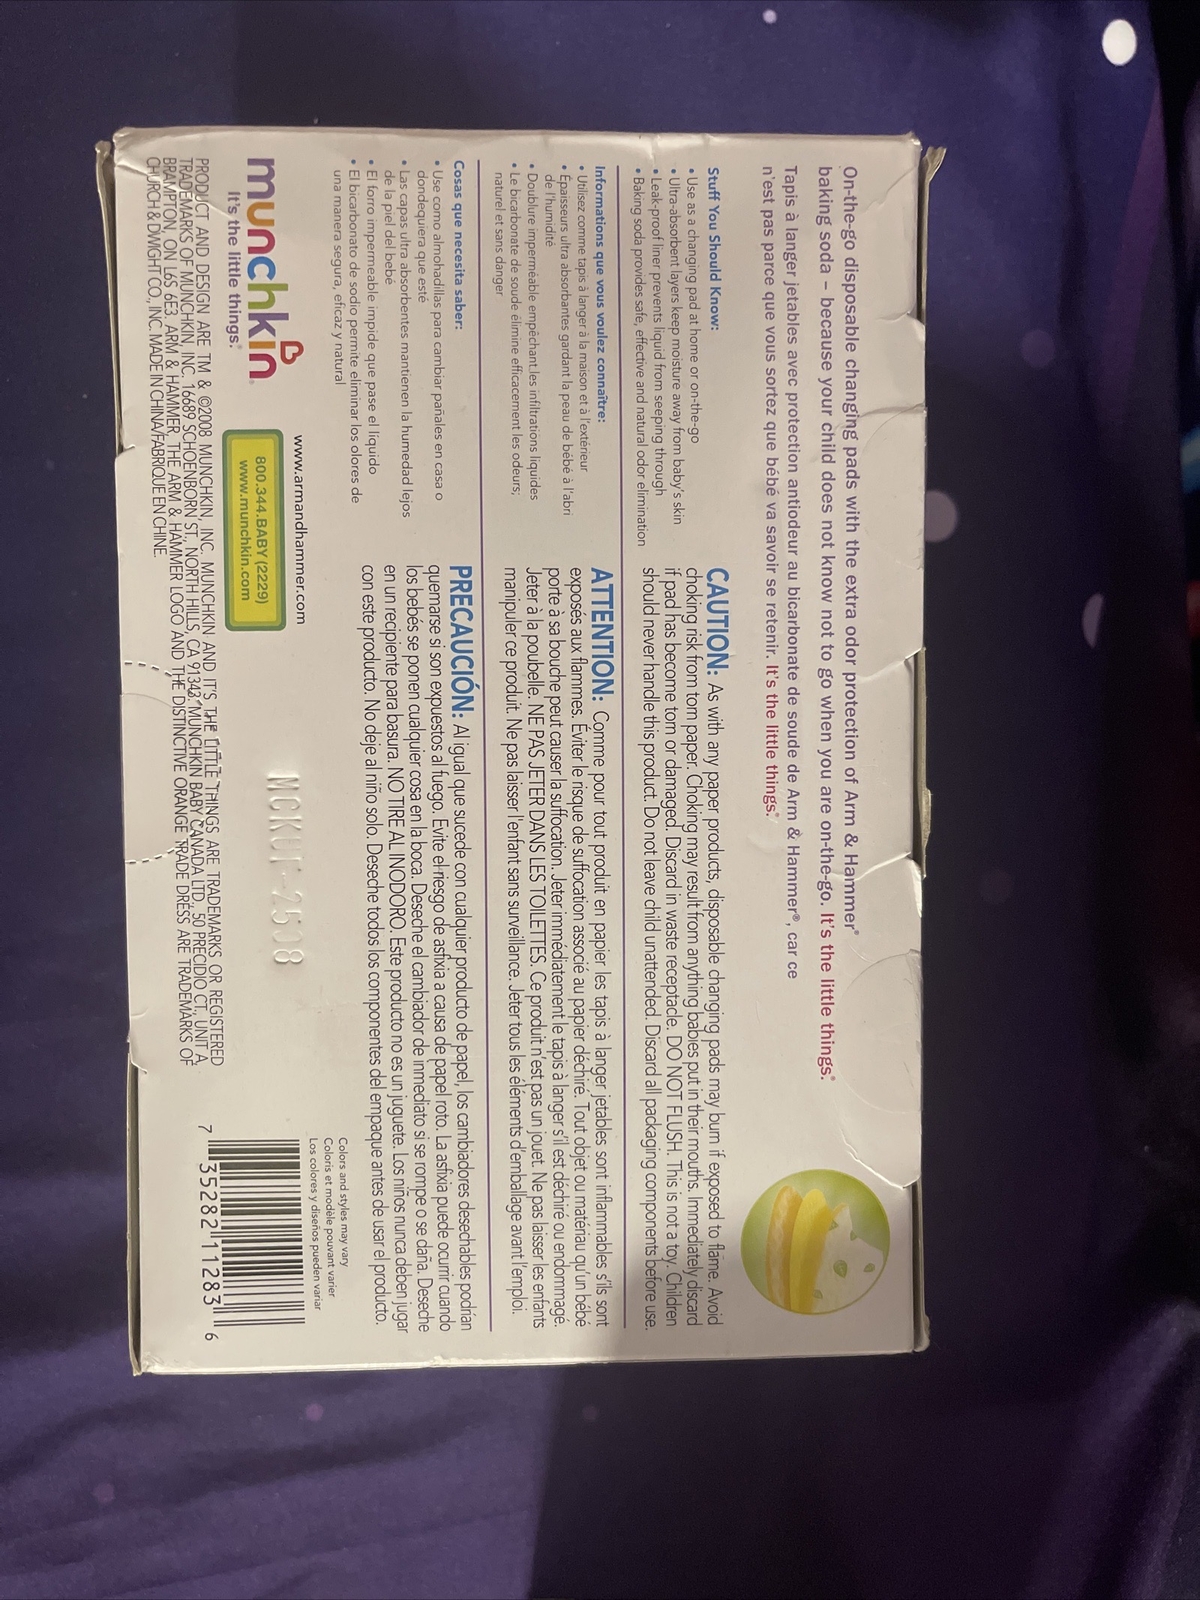 On-the-go disposable changing pads with the extra odor protection of Arm & Hammer®
baking soda – because your child does not know not to go when you are on-the-go. It's the little things.®
Tapis à langer jetables avec protection antiodeur au bicarbonate de soude de Arm & Hammer®, car ce
n'est pas parce que vous sortez que bébé va savoir se retenir. It's the little things.®
Stuff You Should Know:
• Use as a changing pad at home or on-the-go
• Ultra-absorbent layers keep moisture away from baby's skin
• Leak-proof liner prevents liquid from seeping through
• Baking soda provides safe, effective and natural odor elimination
CAUTION: As with any paper products, disposable changing pads may burn if exposed to flame. Avoid
choking risk from torn paper. Choking may result from anything babies put in their mouths. Immediately discard
if pad has become torn or damaged. Discard in waste receptacle. DO NOT FLUSH. This is not a toy. Children
should never handle this product. Do not leave child unattended. Discard all packaging components before use.
Informations que vous voulez connaître:
• Utilisez comme tapis à langer à la maison et à l'extérieur
• Épaisseurs ultra absorbantes gardant la peau de bébé à l'abri
de l'humidité
• Doublure imperméable empêchant les infiltrations liquides
• Le bicarbonate de soude élimine efficacement les odeurs;
naturel et sans danger
ATTENTION: Comme pour tout produit en papier les tapis à langer jetables sont inflammables s'ils sont
exposés aux flammes. Éviter le risque de suffocation associé au papier déchiré. Tout objet ou matériau qu'un bébé
porte à sa bouche peut causer la suffocation. Jeter immédiatement le tapis à langer s'il est déchiré ou endommagé.
Jeter à la poubelle. NE PAS JETER DANS LES TOILETTES. Ce produit n'est pas un jouet. Ne pas laisser les enfants
manipuler ce produit. Ne pas laisser l'enfant sans surveillance. Jeter tous les éléments d'emballage avant l'emploi.
Cosas que necesita saber:
• Use como almohadillas para cambiar pañales en casa o
dondequiera que esté
• Las capas ultra absorbentes mantienen la humedad lejos
de la piel del bebé
• El forro impermeable impide que pase el líquido
• El bicarbonato de sodio permite eliminar los olores de
una manera segura, eficaz y natural
PRECAUCIÓN: Al igual que sucede con cualquier producto de papel, los cambiadores desechables podrían
quemarse si son expuestos al fuego. Evite el riesgo de asfixia a causa de papel roto. La asfixia puede ocurrir cuando
los bebés se ponen cualquier cosa en la boca. Deseche el cambiador de inmediato si se rompe o se daña. Deseche
en un recipiente para basura. NO TIRE AL INODORO. Este producto no es un juguete. Los niños nunca deben jugar
con este producto. No deje al niño solo. Deseche todos los componentes del empaque antes de usar el producto.
munchkin®
It's the little things.®
www.armandhammer.com
800.344.BABY (2229)
www.munchkin.com
MCKUT-2508
Colors and styles may vary
Coloris et modèle pouvant varier
Los colores y diseños pueden variar
7 35282 11283 6
PRODUCT AND DESIGN ARE TM & ©2008 MUNCHKIN, INC. MUNCHKIN AND IT'S THE LITTLE THINGS ARE TRADEMARKS OR REGISTERED
TRADEMARKS OF MUNCHKIN, INC. 16689 SCHOENBORN ST., NORTH HILLS, CA 91343. MUNCHKIN BABY CANADA LTD., 50 PRECIDIO CT., UNIT A,
BRAMPTON, ON L6S 6E3. ARM & HAMMER, THE ARM & HAMMER LOGO AND THE DISTINCTIVE ORANGE TRADE DRESS ARE TRADEMARKS OF
CHURCH & DWIGHT CO., INC. MADE IN CHINA/FABRIQUE EN CHINE.